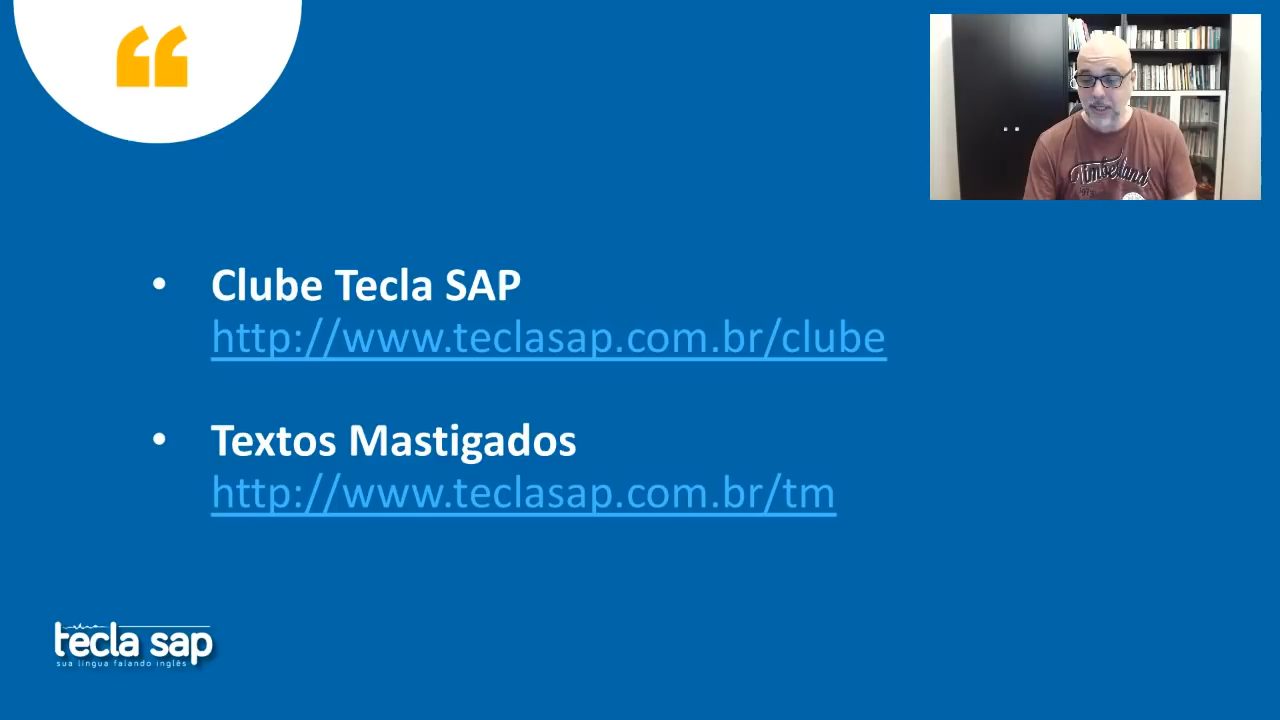 “
• Clube Tecla SAP
http://www.teclasap.com.br/clube
• Textos Mastigados
http://www.teclasap.com.br/tm
tecla sap
sua língua falando inglês
Timberland